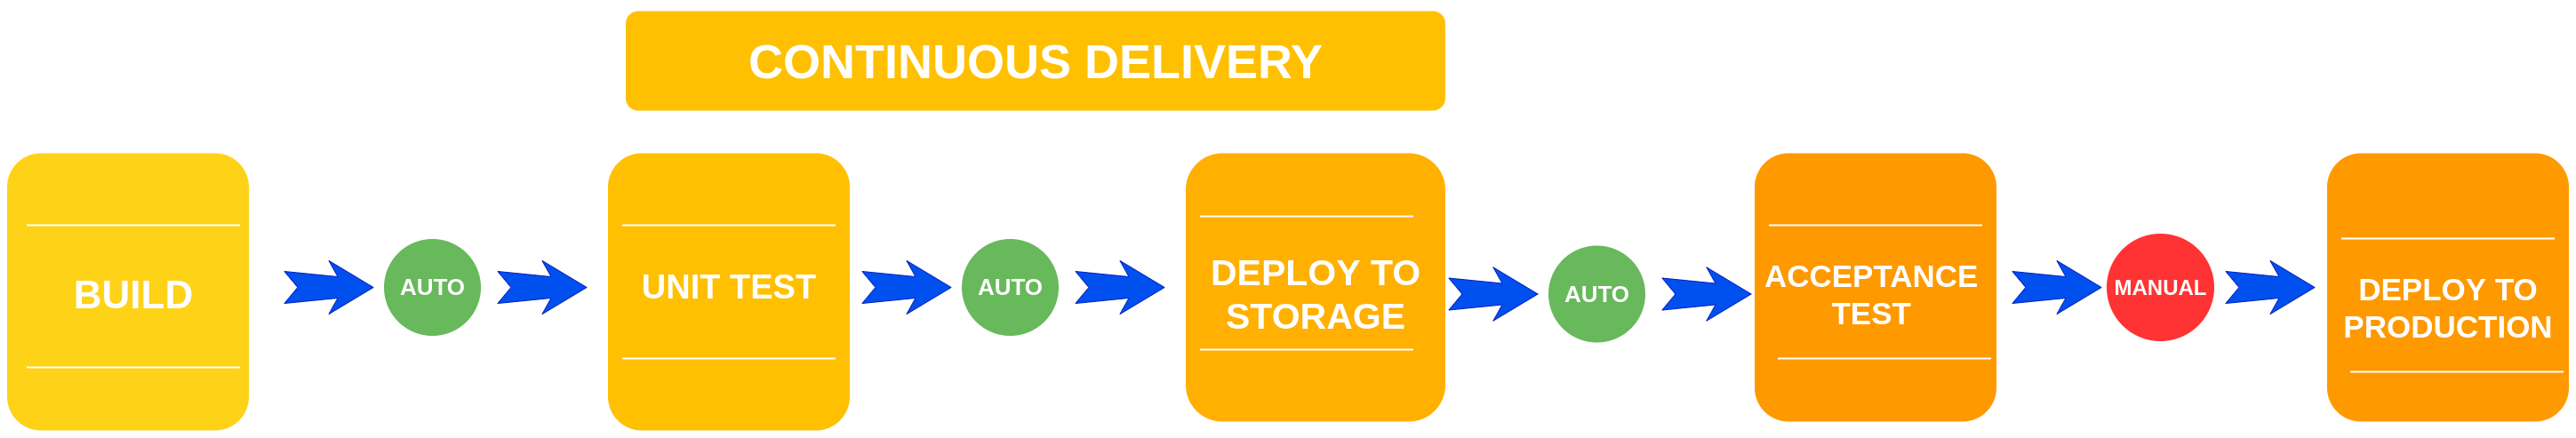 CONTINUOUS DELIVERY
BUILD
AUTO
UNIT TEST
AUTO
DEPLOY TO
STORAGE
AUTO
ACCEPTANCE
TEST
MANUAL
DEPLOY TO
PRODUCTION